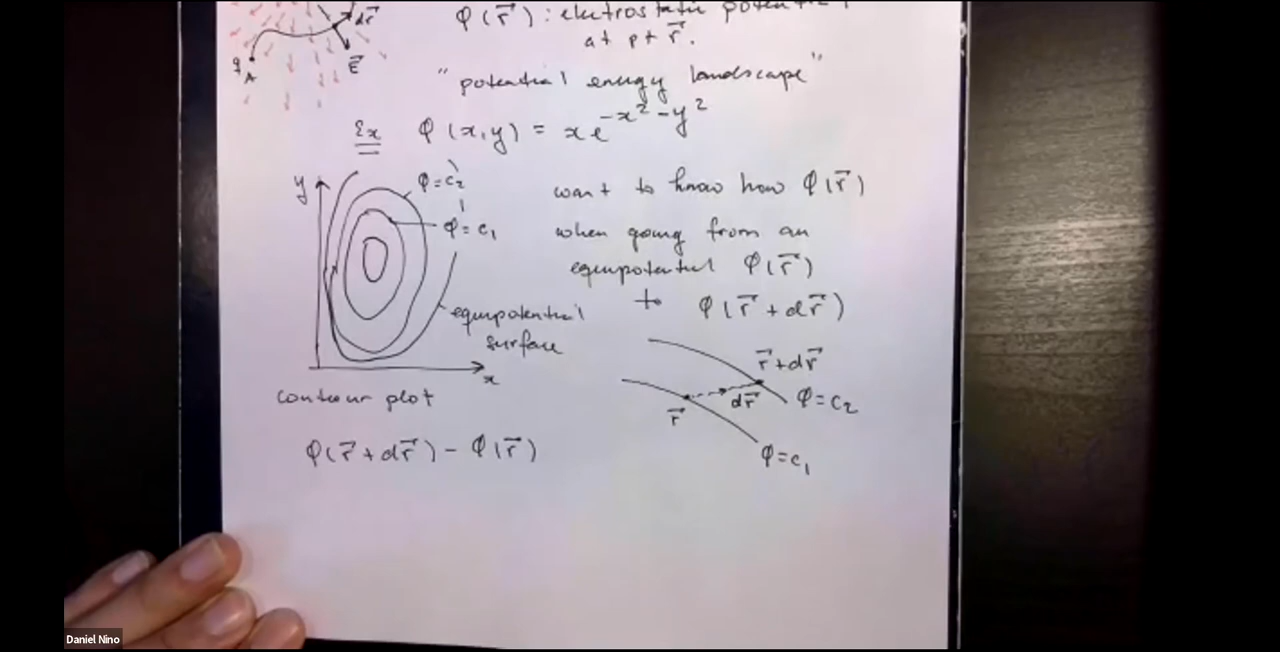 dr⃗
φ(r⃗) : electrostatic potential
at pt r⃗.
q
A
E⃗
"potential energy landscape"
Ex φ(x,y) = xe^{-x²-y²}
y
φ=c₂
φ=c₁
equipotential
surface
x
contour plot
want to know how φ(r⃗)
when going from an
equipotential φ(r⃗)
to φ(r⃗+dr⃗)
r⃗+dr⃗
dr⃗
φ=c₂
r⃗
φ=c₁
φ(r⃗+dr⃗) - φ(r⃗)
Daniel Nino